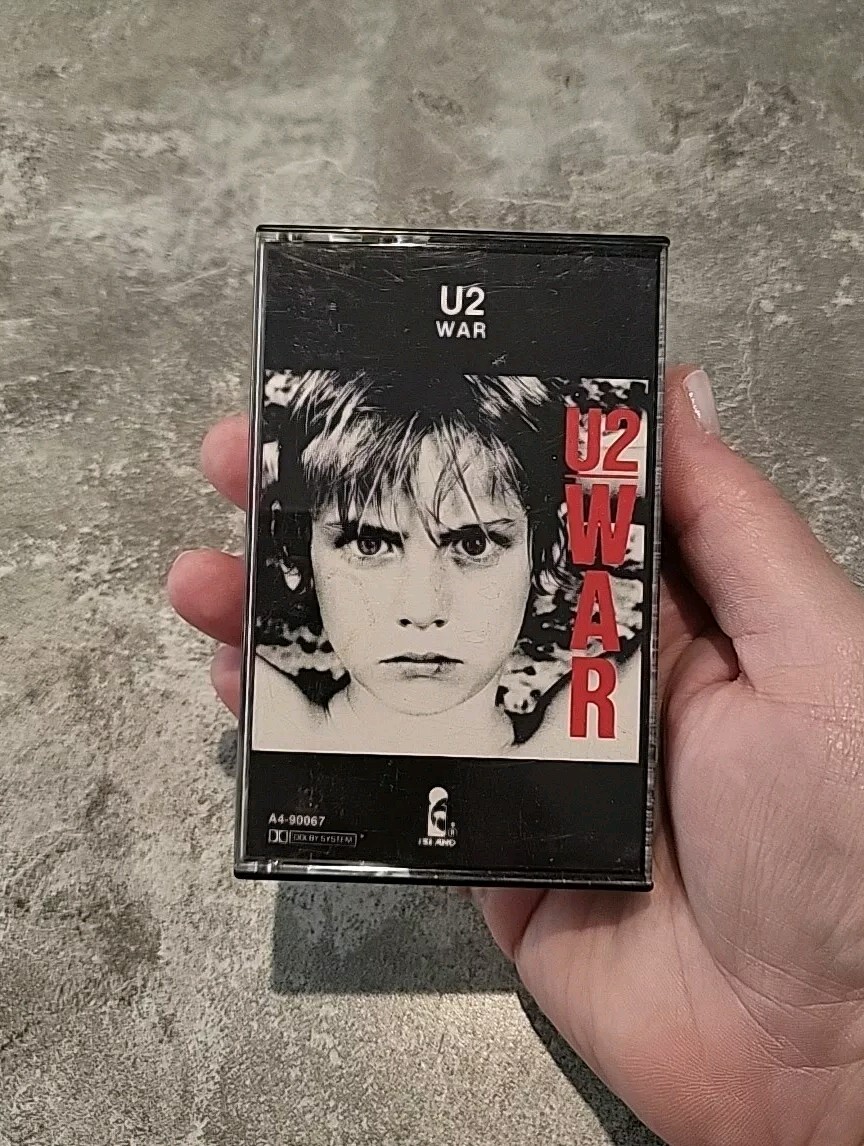 U2
WAR
U2
WAR
A4-90067
DOLBY SYSTEM
®
ISLAND